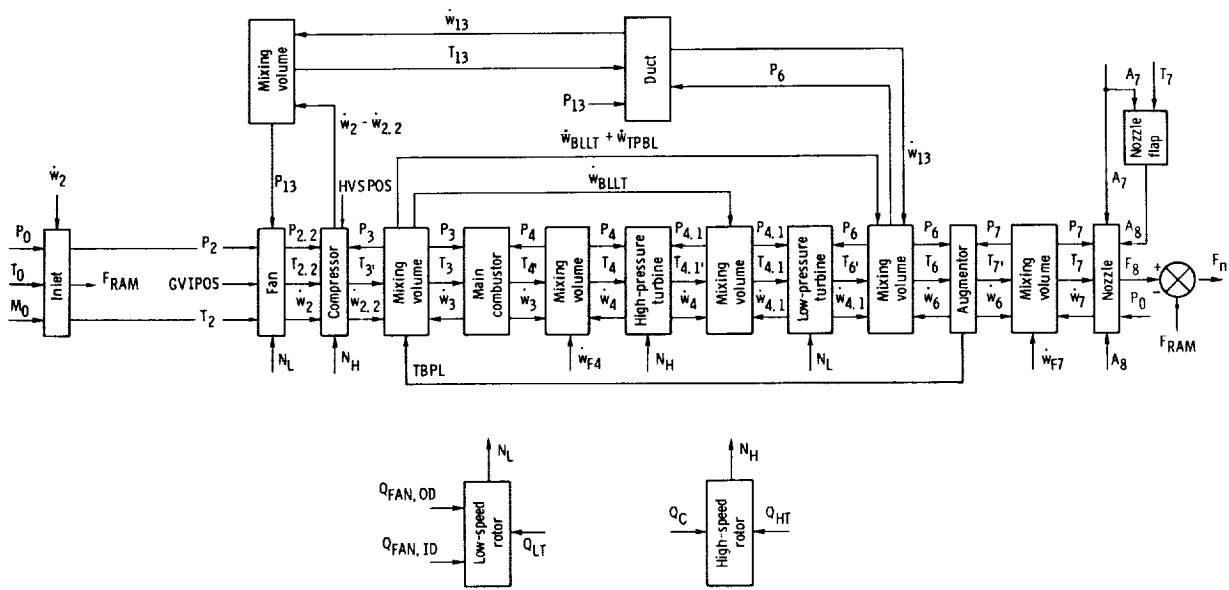 ẇ13
T13
Mixing volume
Duct
P6
P13
ẇ2 - ẇ2,2
ẇBLLT + ẇTPBL
ẇBLLT
ẇ13
A7
T7
Nozzle flap
A7
ẇ2
P13
HVSPOS
P0
T0
M0
Inlet
P2
FRAM
GVIPOS
T2
Fan
P2,2
T2,2
ẇ2
Compressor
P3
T3'
ẇ2,2
Mixing volume
P3
T3
ẇ3
Main combustor
P4
T4'
ẇ3
Mixing volume
P4
T4
ẇ4
High-pressure turbine
P4,1
T4,1'
ẇ4
Mixing volume
P4,1
T4,1
ẇ4,1
Low-pressure turbine
P6
T6'
ẇ4,1
Mixing volume
P6
T6
ẇ6
Augmentor
P7
T7'
ẇ6
Mixing volume
P7
T7
ẇ7
Nozzle
A8
F8
P0
+
−
Fn
FRAM
NL
NH
TBPL
ẇF4
NH
NL
ẇF7
A8
NL
QFAN, OD
QFAN, ID
Low-speed rotor
QLT
NH
QC
High-speed rotor
QHT